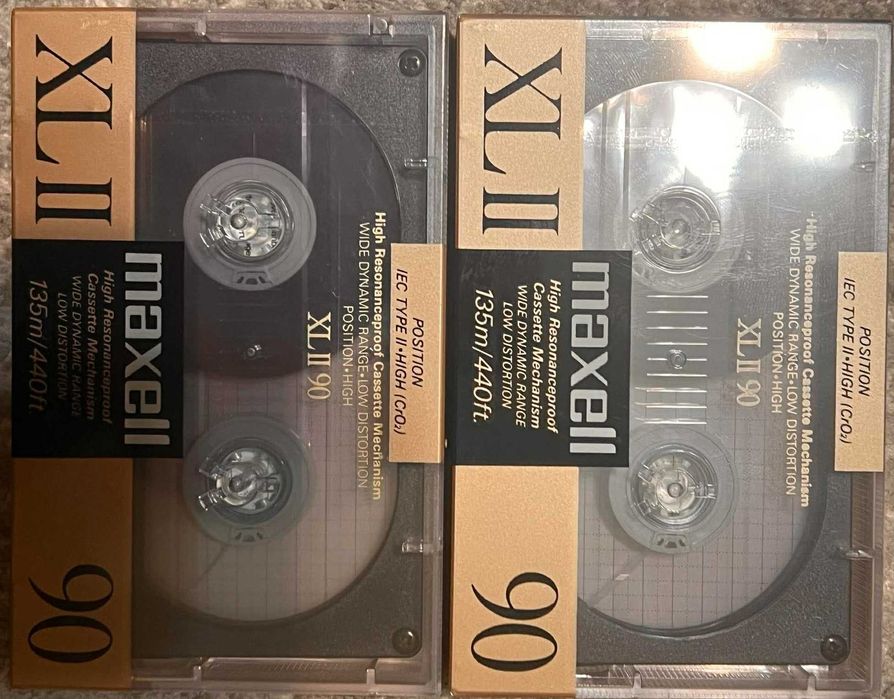 XL II
90
maxell
High Resonanceproof
Cassette Mechanism
WIDE DYNAMIC RANGE
LOW DISTORTION
135m/440ft.
POSITION
IEC TYPE II•HIGH (CrO₂)
High Resonanceproof Cassette Mechanism
WIDE DYNAMIC RANGE•LOW DISTORTION
POSITION•HIGH
XL II 90
XL II
90
maxell
High Resonanceproof
Cassette Mechanism
WIDE DYNAMIC RANGE
LOW DISTORTION
135m/440ft.
POSITION
IEC TYPE II•HIGH (CrO₂)
High Resonanceproof Cassette Mechanism
WIDE DYNAMIC RANGE•LOW DISTORTION
POSITION•HIGH
XL II 90